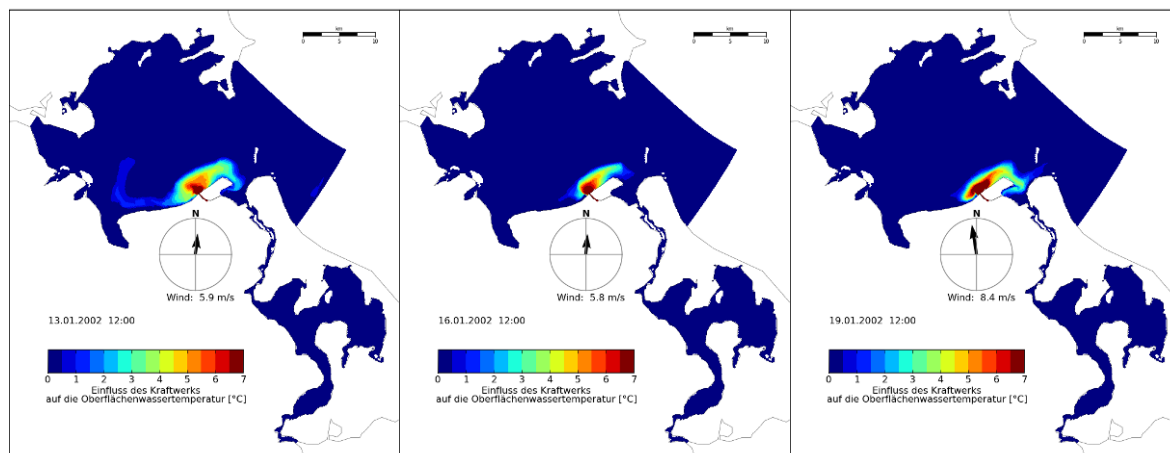 km
0 5 10
N
Wind: 5.9 m/s
13.01.2002 12:00
0 1 2 3 4 5 6 7
Einfluss des Kraftwerks
auf die Oberflächenwassertemperatur [°C]
km
0 5 10
N
Wind: 5.8 m/s
16.01.2002 12:00
0 1 2 3 4 5 6 7
Einfluss des Kraftwerks
auf die Oberflächenwassertemperatur [°C]
km
0 5 10
N
Wind: 8.4 m/s
19.01.2002 12:00
0 1 2 3 4 5 6 7
Einfluss des Kraftwerks
auf die Oberflächenwassertemperatur [°C]